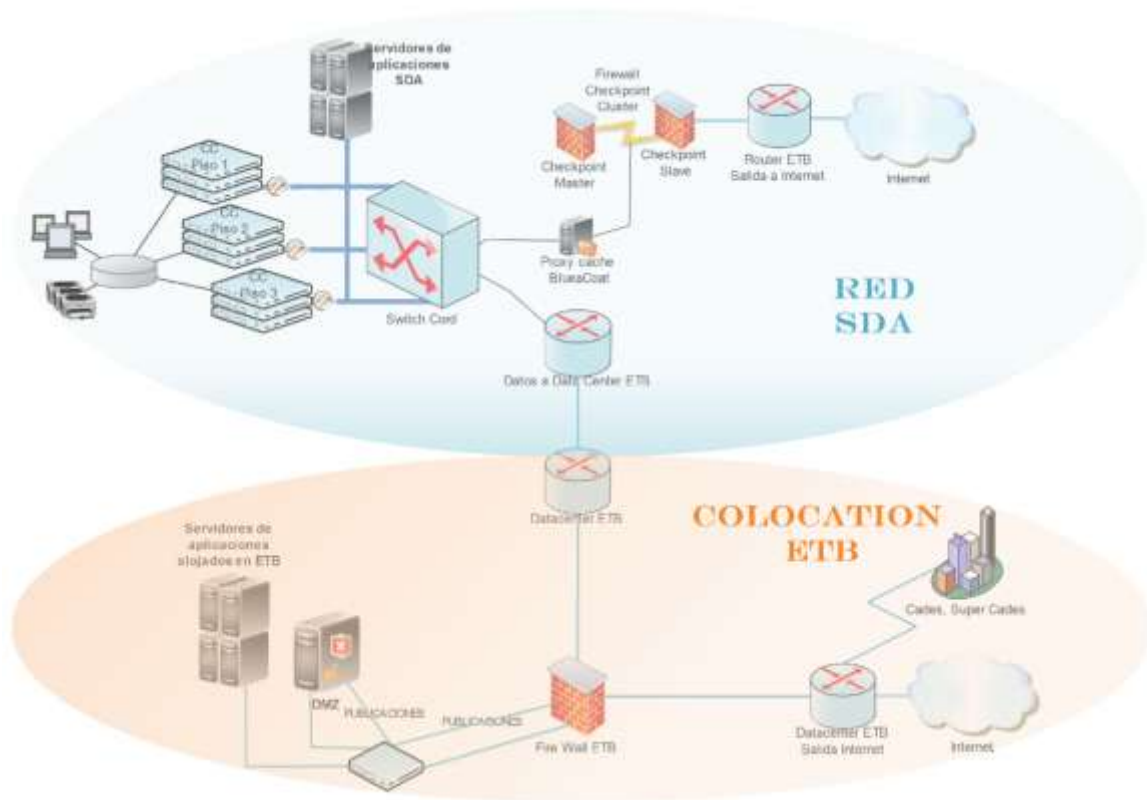 Servidores de
aplicaciones
SDA
Firewall
Checkpoint
Cluster
CC
Piso 1
CC
Piso 2
CC
Piso 3
Checkpoint
Master
Checkpoint
Slave
Router ETB
Salida a Internet
Internet
Switch Cord
Proxy cache
BlueaCoat
RED
SDA
Datos a Data Center ETB
Datacenter ETB
COLOCATION
ETB
Servidores de
aplicaciones
slojados en ETB
Cades, Super Cades
DMZ
PUBLICACIONES
PUBLICACIONES
Fire Wall ETB
Datacenter ETB
Salida Internet
Internet